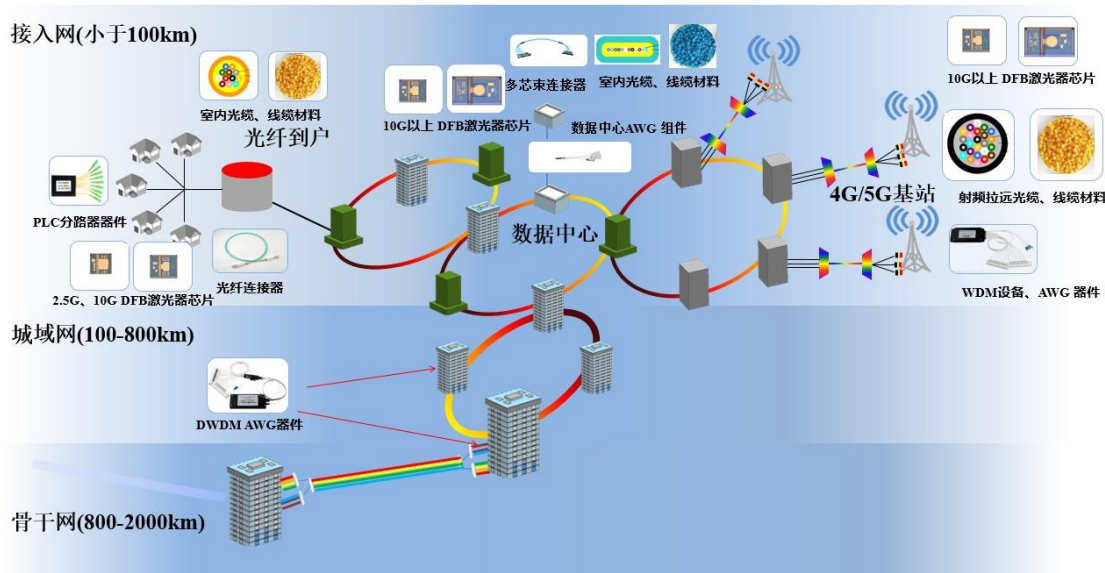 接入网(小于100km)
室内光缆、线缆材料
光纤到户
PLC分路器器件
2.5G、10G DFB激光器芯片
光纤连接器
10G以上 DFB激光器芯片
多芯束连接器
室内光缆、线缆材料
数据中心AWG 组件
数据中心
10G以上 DFB激光器芯片
4G/5G基站
射频拉远光缆、线缆材料
WDM设备、AWG 器件
城域网(100-800km)
DWDM AWG器件
骨干网(800-2000km)